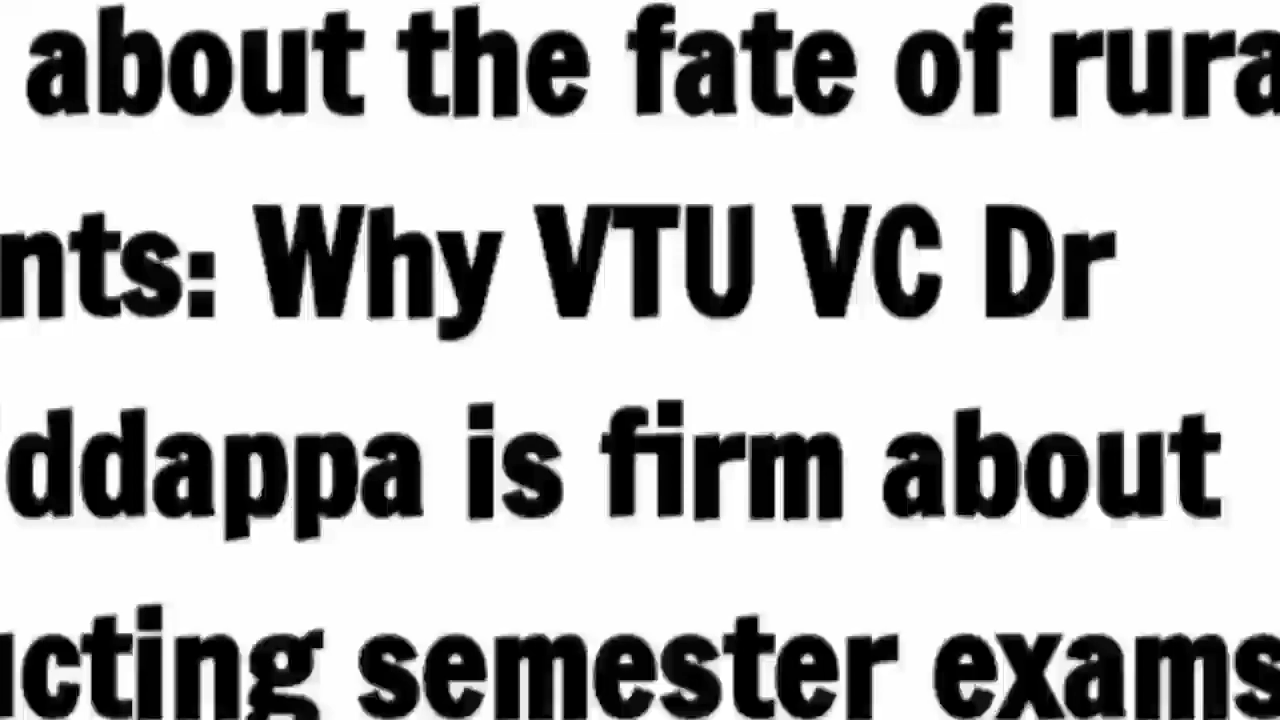 about the fate of rura
nts: Why VTU VC Dr
ddappa is firm about
ucting semester exams